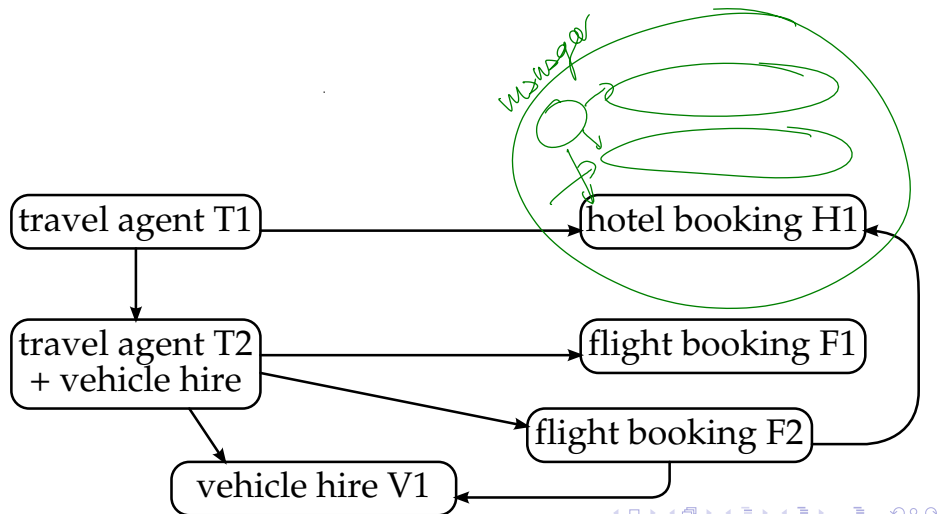 manager
travel agent T1
hotel booking H1
travel agent T2
+ vehicle hire
flight booking F1
flight booking F2
vehicle hire V1